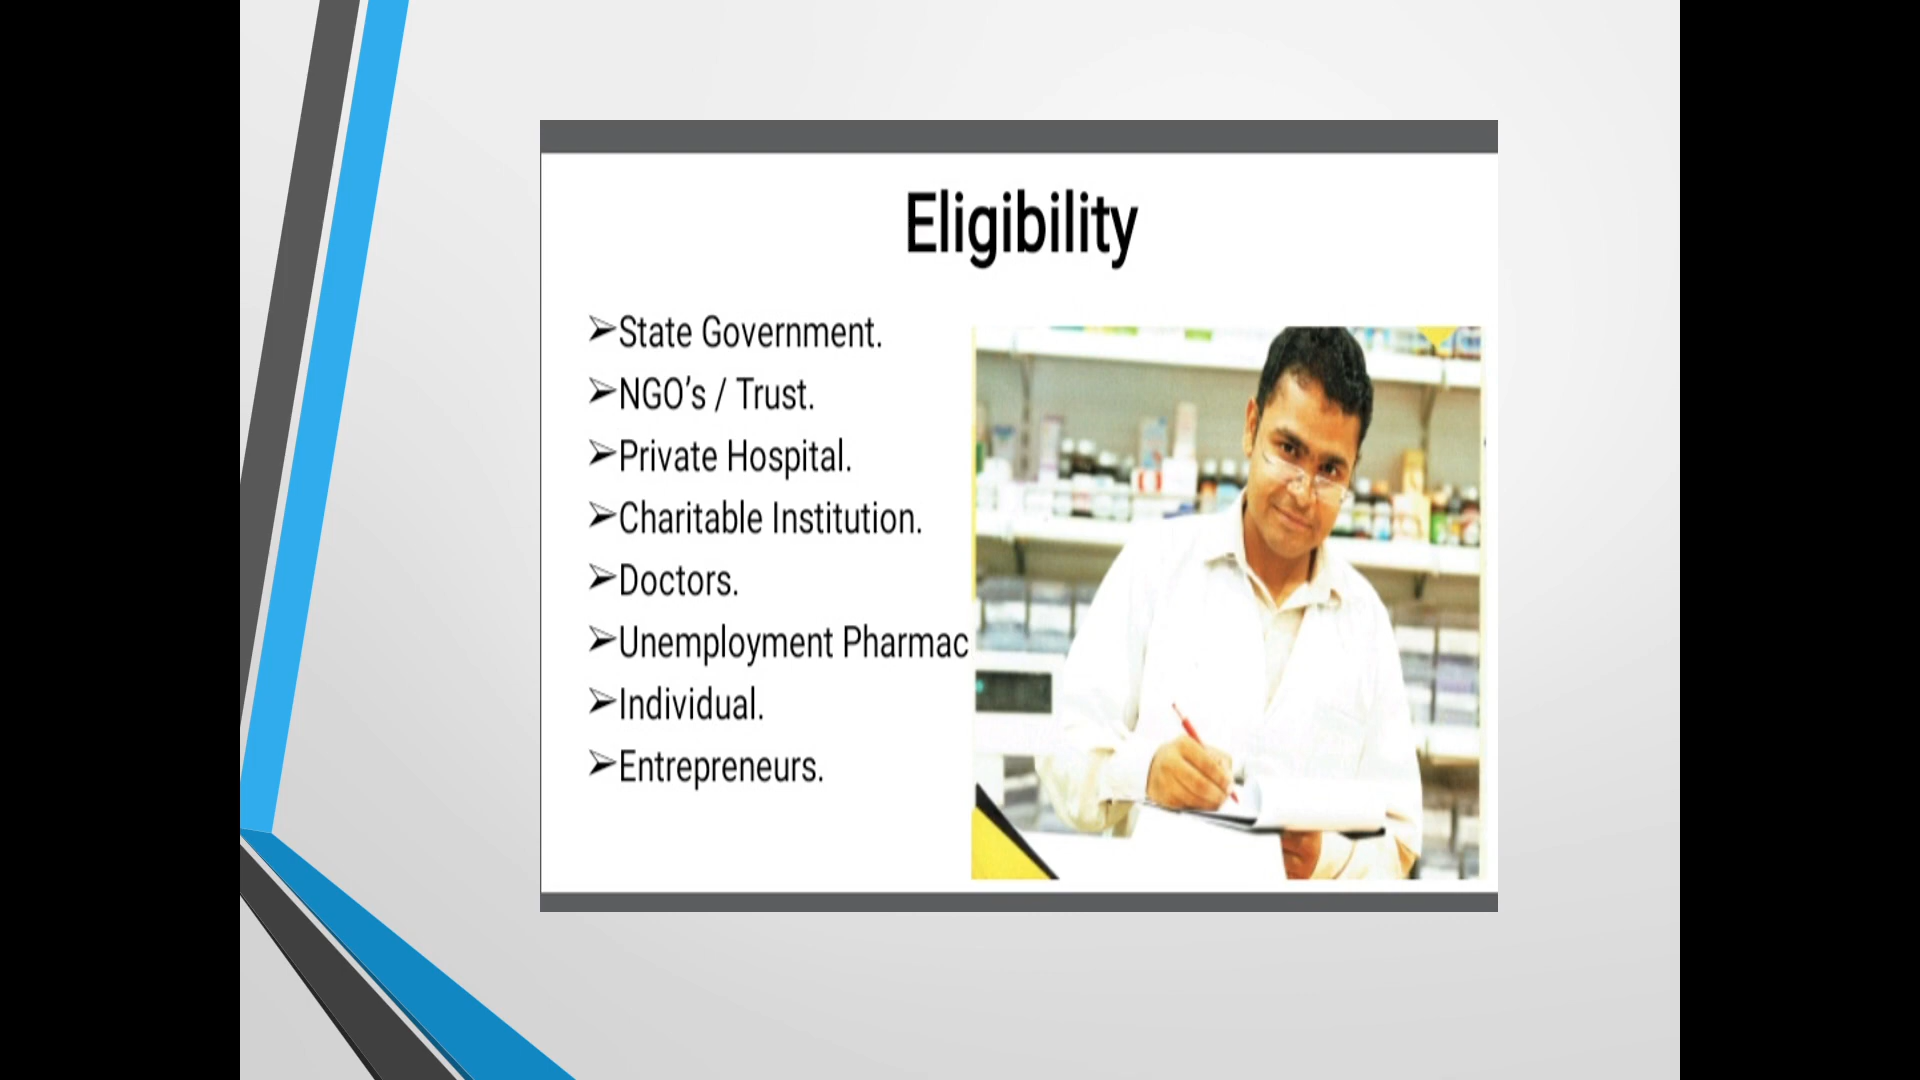 Eligibility
➢State Government.
➢NGO’s / Trust.
➢Private Hospital.
➢Charitable Institution.
➢Doctors.
➢Unemployment Pharmac
➢Individual.
➢Entrepreneurs.